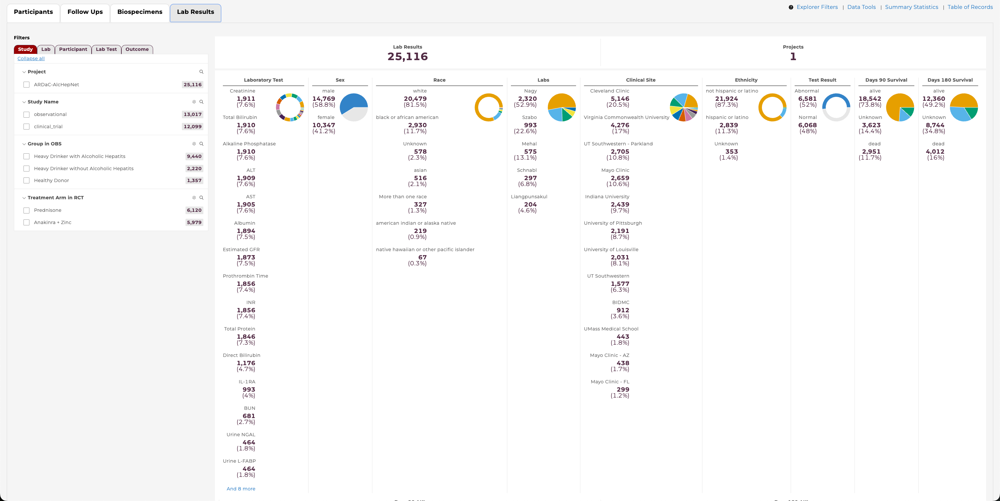 Participants
Follow Ups
Biospecimens
Lab Results
Explorer Filters | Data Tools | Summary Statistics | Table of Records
Filters
Study
Lab
Participant
Lab Test
Outcome
Collapse all
Project
ARDaC-AlcHepNet 25,116
Study Name
observational 13,017
clinical_trial 12,099
Group in OBS
Heavy Drinker with Alcoholic Hepatits 9,440
Heavy Drinker without Alcoholic Hepatits 2,220
Healthy Donor 1,357
Treatment Arm in RCT
Prednisone 6,120
Anakinra + Zinc 5,979
Lab Results
25,116
Projects
1
Laboratory Test
Creatinine
1,911
(7.6%)
Total Bilirubin
1,910
(7.6%)
Alkaline Phosphatase
1,910
(7.6%)
ALT
1,909
(7.6%)
AST
1,905
(7.6%)
Albumin
1,894
(7.5%)
Estimated GFR
1,873
(7.5%)
Prothrombin Time
1,856
(7.4%)
INR
1,856
(7.4%)
Total Protein
1,846
(7.3%)
Direct Bilirubin
1,176
(4.7%)
IL-1RA
993
(4%)
BUN
681
(2.7%)
Urine NGAL
464
(1.8%)
Urine L-FABP
464
(1.8%)
And 8 more
Sex
male
14,769
(58.8%)
female
10,347
(41.2%)
Race
white
20,479
(81.5%)
black or african american
2,930
(11.7%)
Unknown
578
(2.3%)
asian
516
(2.1%)
More than one race
327
(1.3%)
american indian or alaska native
219
(0.9%)
native hawaiian or other pacific islander
67
(0.3%)
Labs
Nagy
2,320
(52.9%)
Szabo
993
(22.6%)
Mehal
575
(13.1%)
Schnabl
297
(6.8%)
Liangpunsakul
204
(4.6%)
Clinical Site
Cleveland Clinic
5,146
(20.5%)
Virginia Commonwealth University
4,276
(17%)
UT Southwestern - Parkland
2,705
(10.8%)
Mayo Clinic
2,659
(10.6%)
Indiana University
2,439
(9.7%)
University of Pittsburgh
2,191
(8.7%)
University of Louisville
2,031
(8.1%)
UT Southwestern
1,577
(6.3%)
BIDMC
912
(3.6%)
UMass Medical School
443
(1.8%)
Mayo Clinic - AZ
438
(1.7%)
Mayo Clinic - FL
299
(1.2%)
Ethnicity
not hispanic or latino
21,924
(87.3%)
hispanic or latino
2,839
(11.3%)
Unknown
353
(1.4%)
Test Result
Abnormal
6,581
(52%)
Normal
6,068
(48%)
Days 90 Survival
alive
18,542
(73.8%)
Unknown
3,623
(14.4%)
dead
2,951
(11.7%)
Days 180 Survival
alive
12,360
(49.2%)
Unknown
8,744
(34.8%)
dead
4,012
(16%)